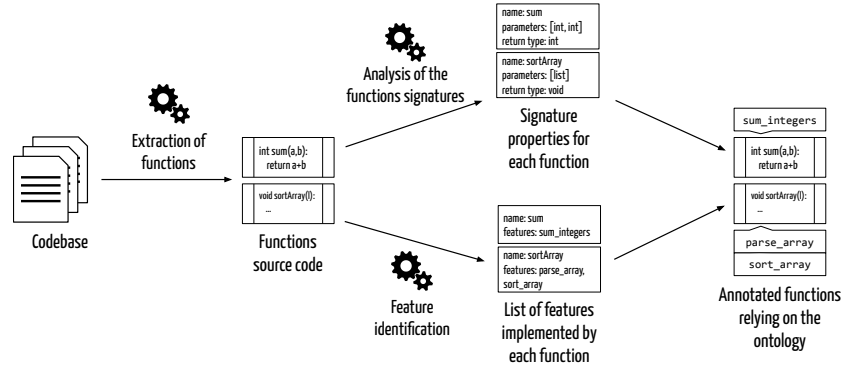 Codebase
Extraction of
functions
int sum(a,b):
return a+b
void sortArray(l):
...
Functions
source code
Analysis of the
functions signatures
name: sum
parameters: [int, int]
return type: int
name: sortArray
parameters: [list]
return type: void
Signature
properties for
each function
Feature
identification
name: sum
features: sum_integers
name: sortArray
features: parse_array,
sort_array
List of features
implemented by
each function
sum_integers
int sum(a,b):
return a+b
void sortArray(l):
...
parse_array
sort_array
Annotated functions
relying on the
ontology